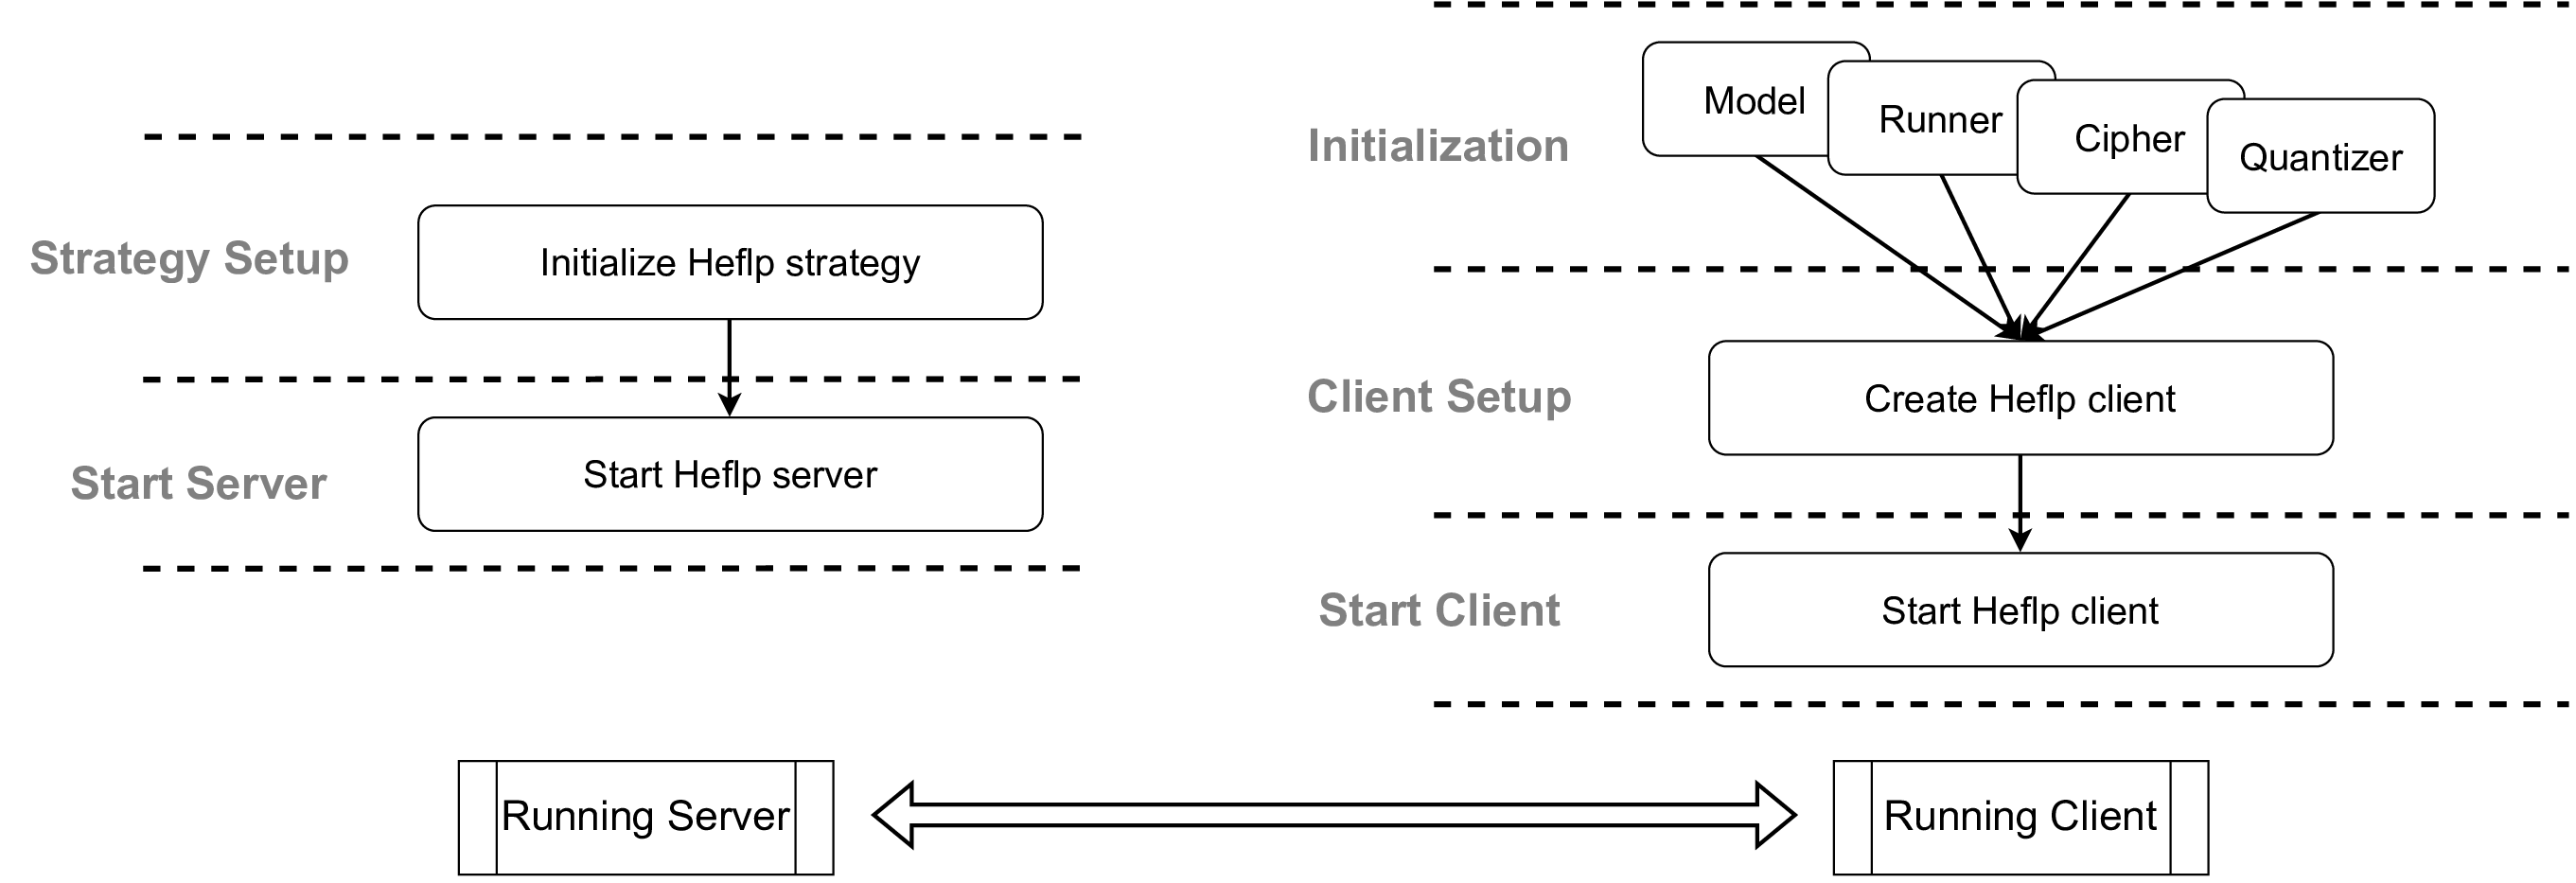 Strategy Setup
Initialize Heflp strategy
Start Server
Start Heflp server
Initialization
Model
Runner
Cipher
Quantizer
Client Setup
Create Heflp client
Start Client
Start Heflp client
Running Server
Running Client